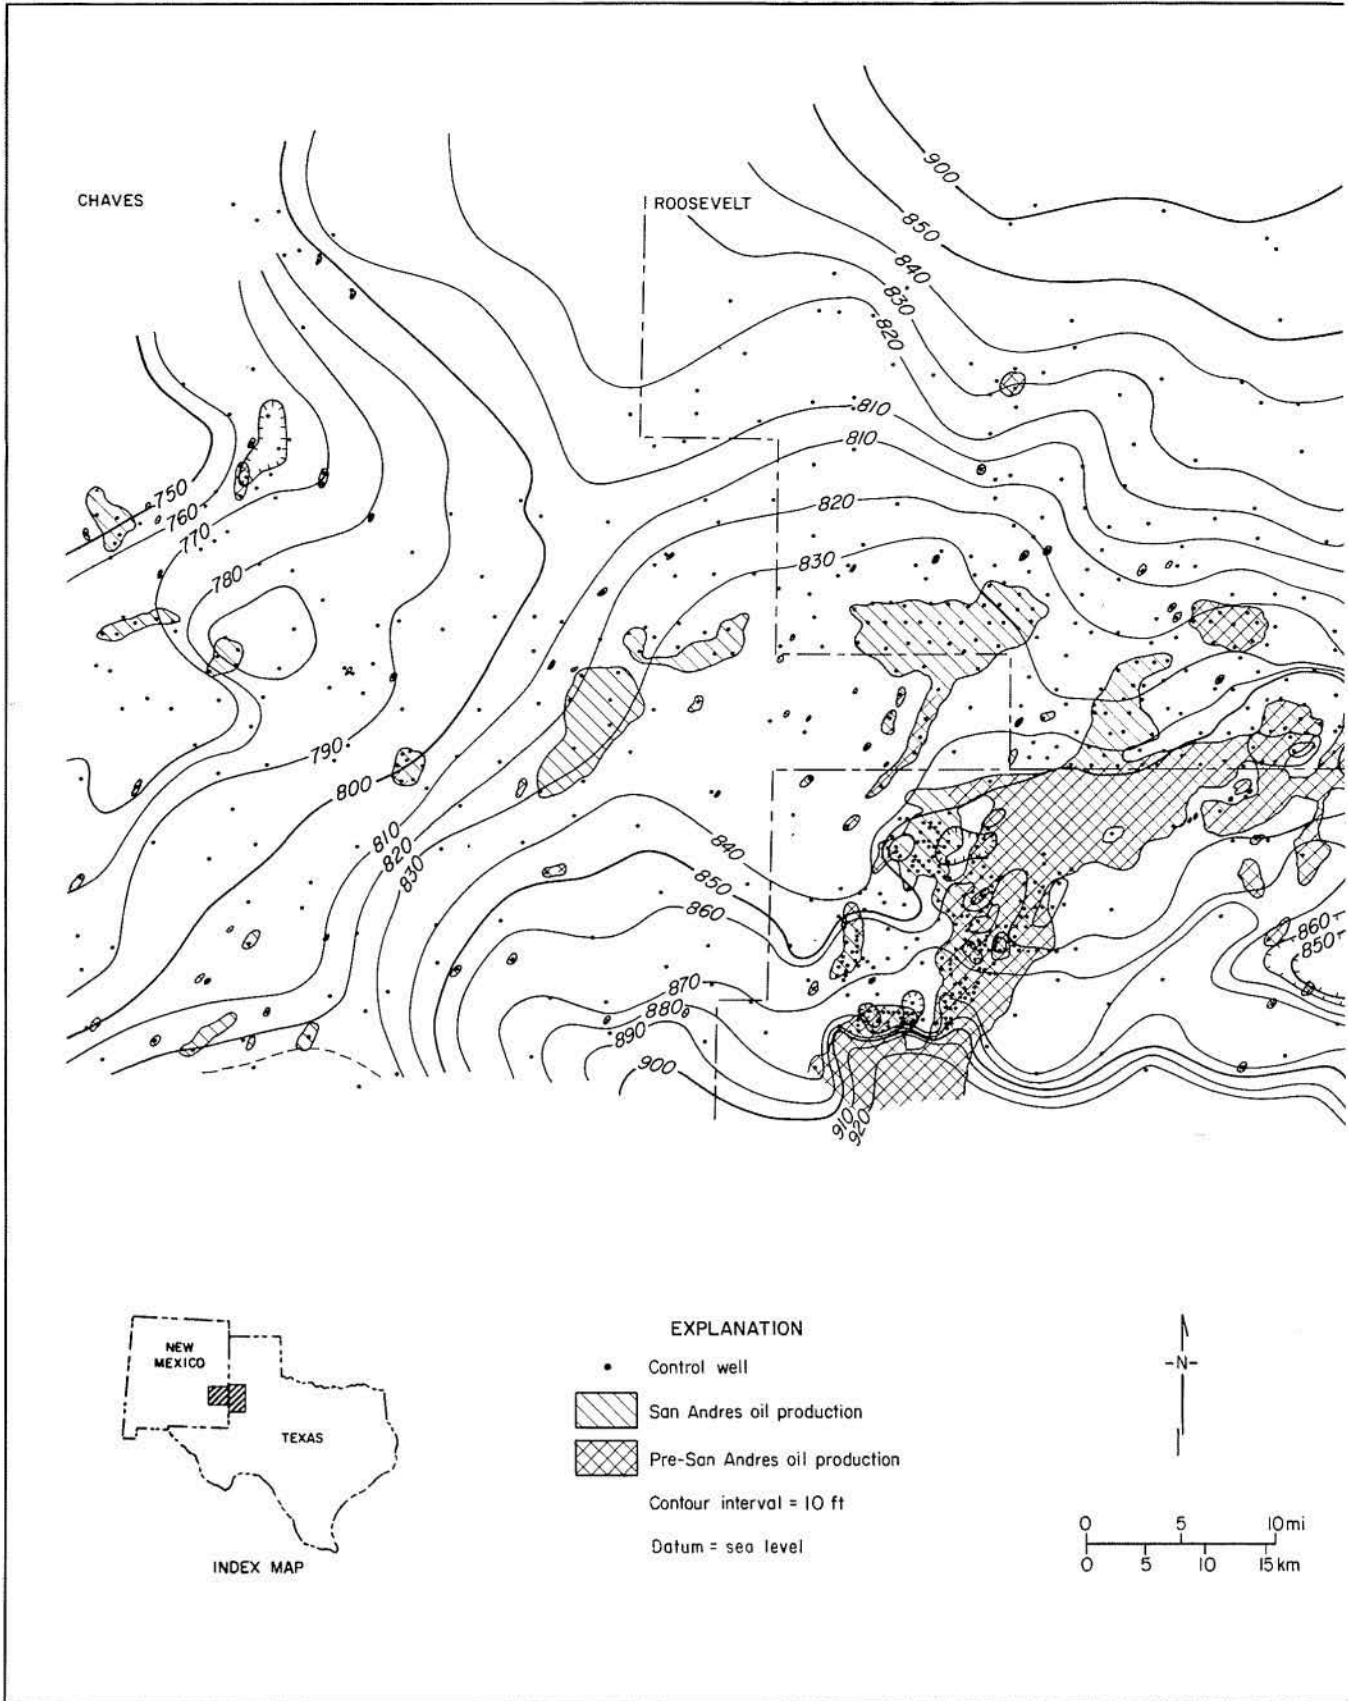 CHAVES
ROOSEVELT
900
850
840
830
820
810
810
820
830
750
760
770
780
790
800
810
820
830
840
850
860
870
880
890
900
910
920
860
850
NEW
MEXICO
TEXAS
INDEX MAP
EXPLANATION
Control well
San Andres oil production
Pre-San Andres oil production
Contour interval = 10 ft
Datum = sea level
-N-
0 5 10 mi
0 5 10 15 km